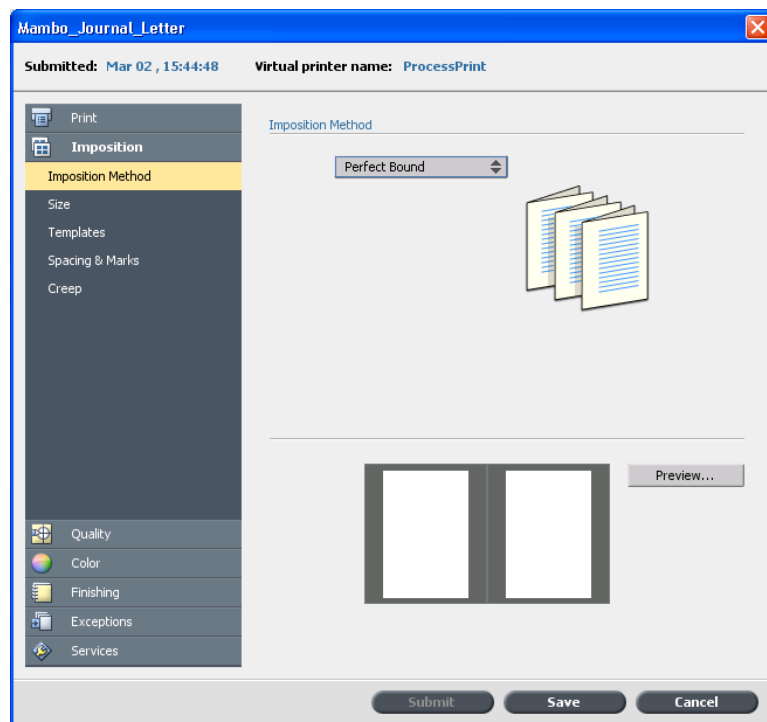 Mambo_Journal_Letter
Submitted: Mar 02 , 15:44:48 Virtual printer name: ProcessPrint
Print
Imposition
Imposition Method
Size
Templates
Spacing & Marks
Creep
Quality
Color
Finishing
Exceptions
Services
Imposition Method
Perfect Bound
Preview...
Submit Save Cancel